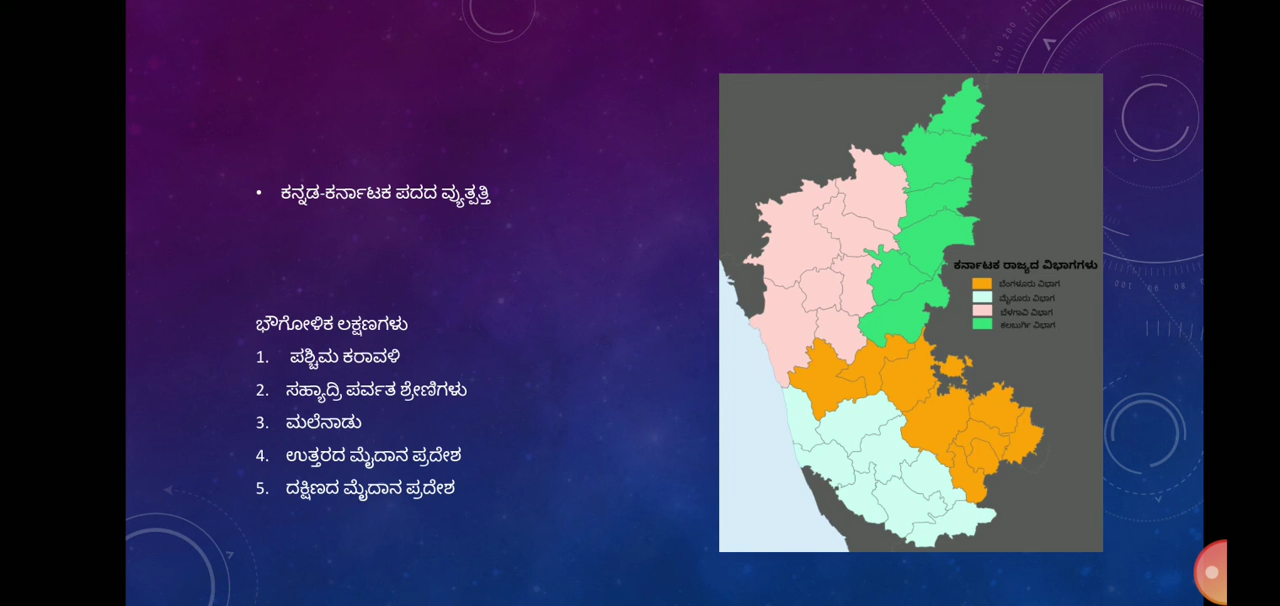 ಕನ್ನಡ-ಕರ್ನಾಟಕ ಪದದ ವ್ಯುತ್ಪತ್ತಿ
ಭೌಗೋಳಿಕ ಲಕ್ಷಣಗಳು
1. ಪಶ್ಚಿಮ ಕರಾವಳಿ
2. ಸಹ್ಯಾದ್ರಿ ಪರ್ವತ ಶ್ರೇಣಿಗಳು
3. ಮಲೆನಾಡು
4. ಉತ್ತರದ ಮೈದಾನ ಪ್ರದೇಶ
5. ದಕ್ಷಿಣದ ಮೈದಾನ ಪ್ರದೇಶ
ಕರ್ನಾಟಕ ರಾಜ್ಯದ ವಿಭಾಗಗಳು
ಬೆಂಗಳೂರು ವಿಭಾಗ
ಮೈಸೂರು ವಿಭಾಗ
ಬೆಳಗಾವಿ ವಿಭಾಗ
ಕಲಬುರ್ಗಿ ವಿಭಾಗ